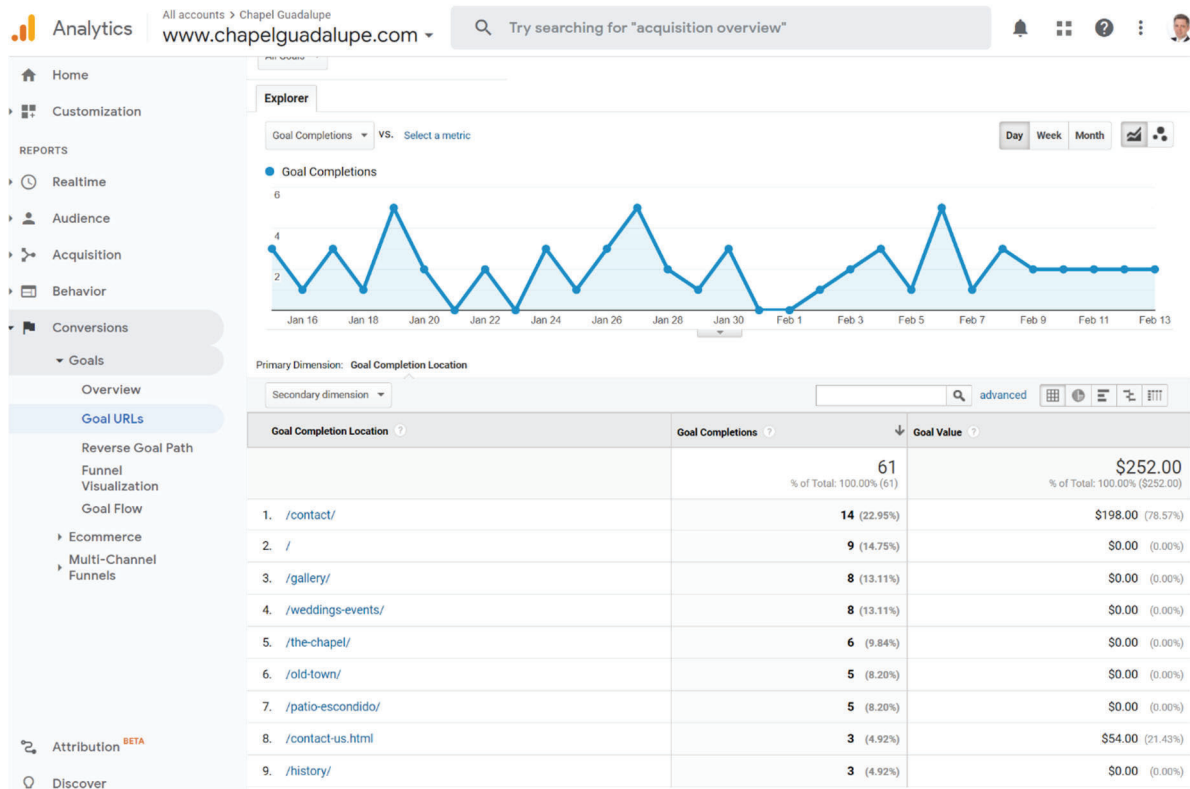 All accounts > Chapel Guadalupe
Analytics
www.chapelguadalupe.com
Try searching for "acquisition overview"
Home
Customization
REPORTS
Realtime
Audience
Acquisition
Behavior
Conversions
Goals
Overview
Goal URLs
Reverse Goal Path
Funnel
Visualization
Goal Flow
Ecommerce
Multi-Channel
Funnels
Attribution BETA
Discover
All Goals
Explorer
Goal Completions VS. Select a metric
Day Week Month
Goal Completions
6
4
2
Jan 16 Jan 18 Jan 20 Jan 22 Jan 24 Jan 26 Jan 28 Jan 30 Feb 1 Feb 3 Feb 5 Feb 7 Feb 9 Feb 11 Feb 13
Primary Dimension: Goal Completion Location
Secondary dimension advanced
Goal Completion Location ? Goal Completions ? Goal Value ?
61 $252.00
% of Total: 100.00% (61) % of Total: 100.00% ($252.00)
1. /contact/ 14 (22.95%) $198.00 (78.57%)
2. / 9 (14.75%) $0.00 (0.00%)
3. /gallery/ 8 (13.11%) $0.00 (0.00%)
4. /weddings-events/ 8 (13.11%) $0.00 (0.00%)
5. /the-chapel/ 6 (9.84%) $0.00 (0.00%)
6. /old-town/ 5 (8.20%) $0.00 (0.00%)
7. /patio-escondido/ 5 (8.20%) $0.00 (0.00%)
8. /contact-us.html 3 (4.92%) $54.00 (21.43%)
9. /history/ 3 (4.92%) $0.00 (0.00%)